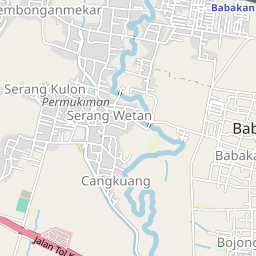 Babakan
embonganmekar
Serang Kulon
Permukiman
Serang Wetan
Bab
Babaka
Cangkuang
Bojong
Jalan Tol K